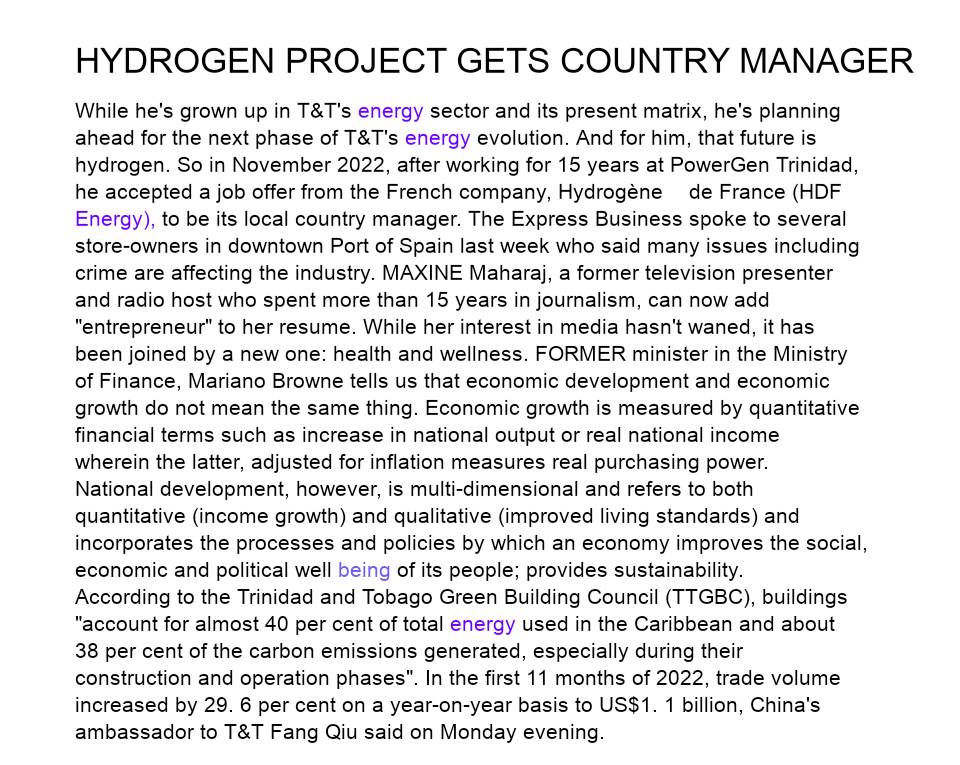 HYDROGEN PROJECT GETS COUNTRY MANAGER
While he's grown up in T&T's energy sector and its present matrix, he's planning
ahead for the next phase of T&T's energy evolution. And for him, that future is
hydrogen. So in November 2022, after working for 15 years at PowerGen Trinidad,
he accepted a job offer from the French company, Hydrogène de France (HDF
Energy), to be its local country manager. The Express Business spoke to several
store-owners in downtown Port of Spain last week who said many issues including
crime are affecting the industry. MAXINE Maharaj, a former television presenter
and radio host who spent more than 15 years in journalism, can now add
"entrepreneur" to her resume. While her interest in media hasn't waned, it has
been joined by a new one: health and wellness. FORMER minister in the Ministry
of Finance, Mariano Browne tells us that economic development and economic
growth do not mean the same thing. Economic growth is measured by quantitative
financial terms such as increase in national output or real national income
wherein the latter, adjusted for inflation measures real purchasing power.
National development, however, is multi-dimensional and refers to both
quantitative (income growth) and qualitative (improved living standards) and
incorporates the processes and policies by which an economy improves the social,
economic and political well being of its people; provides sustainability.
According to the Trinidad and Tobago Green Building Council (TTGBC), buildings
"account for almost 40 per cent of total energy used in the Caribbean and about
38 per cent of the carbon emissions generated, especially during their
construction and operation phases". In the first 11 months of 2022, trade volume
increased by 29. 6 per cent on a year-on-year basis to US$1. 1 billion, China's
ambassador to T&T Fang Qiu said on Monday evening.